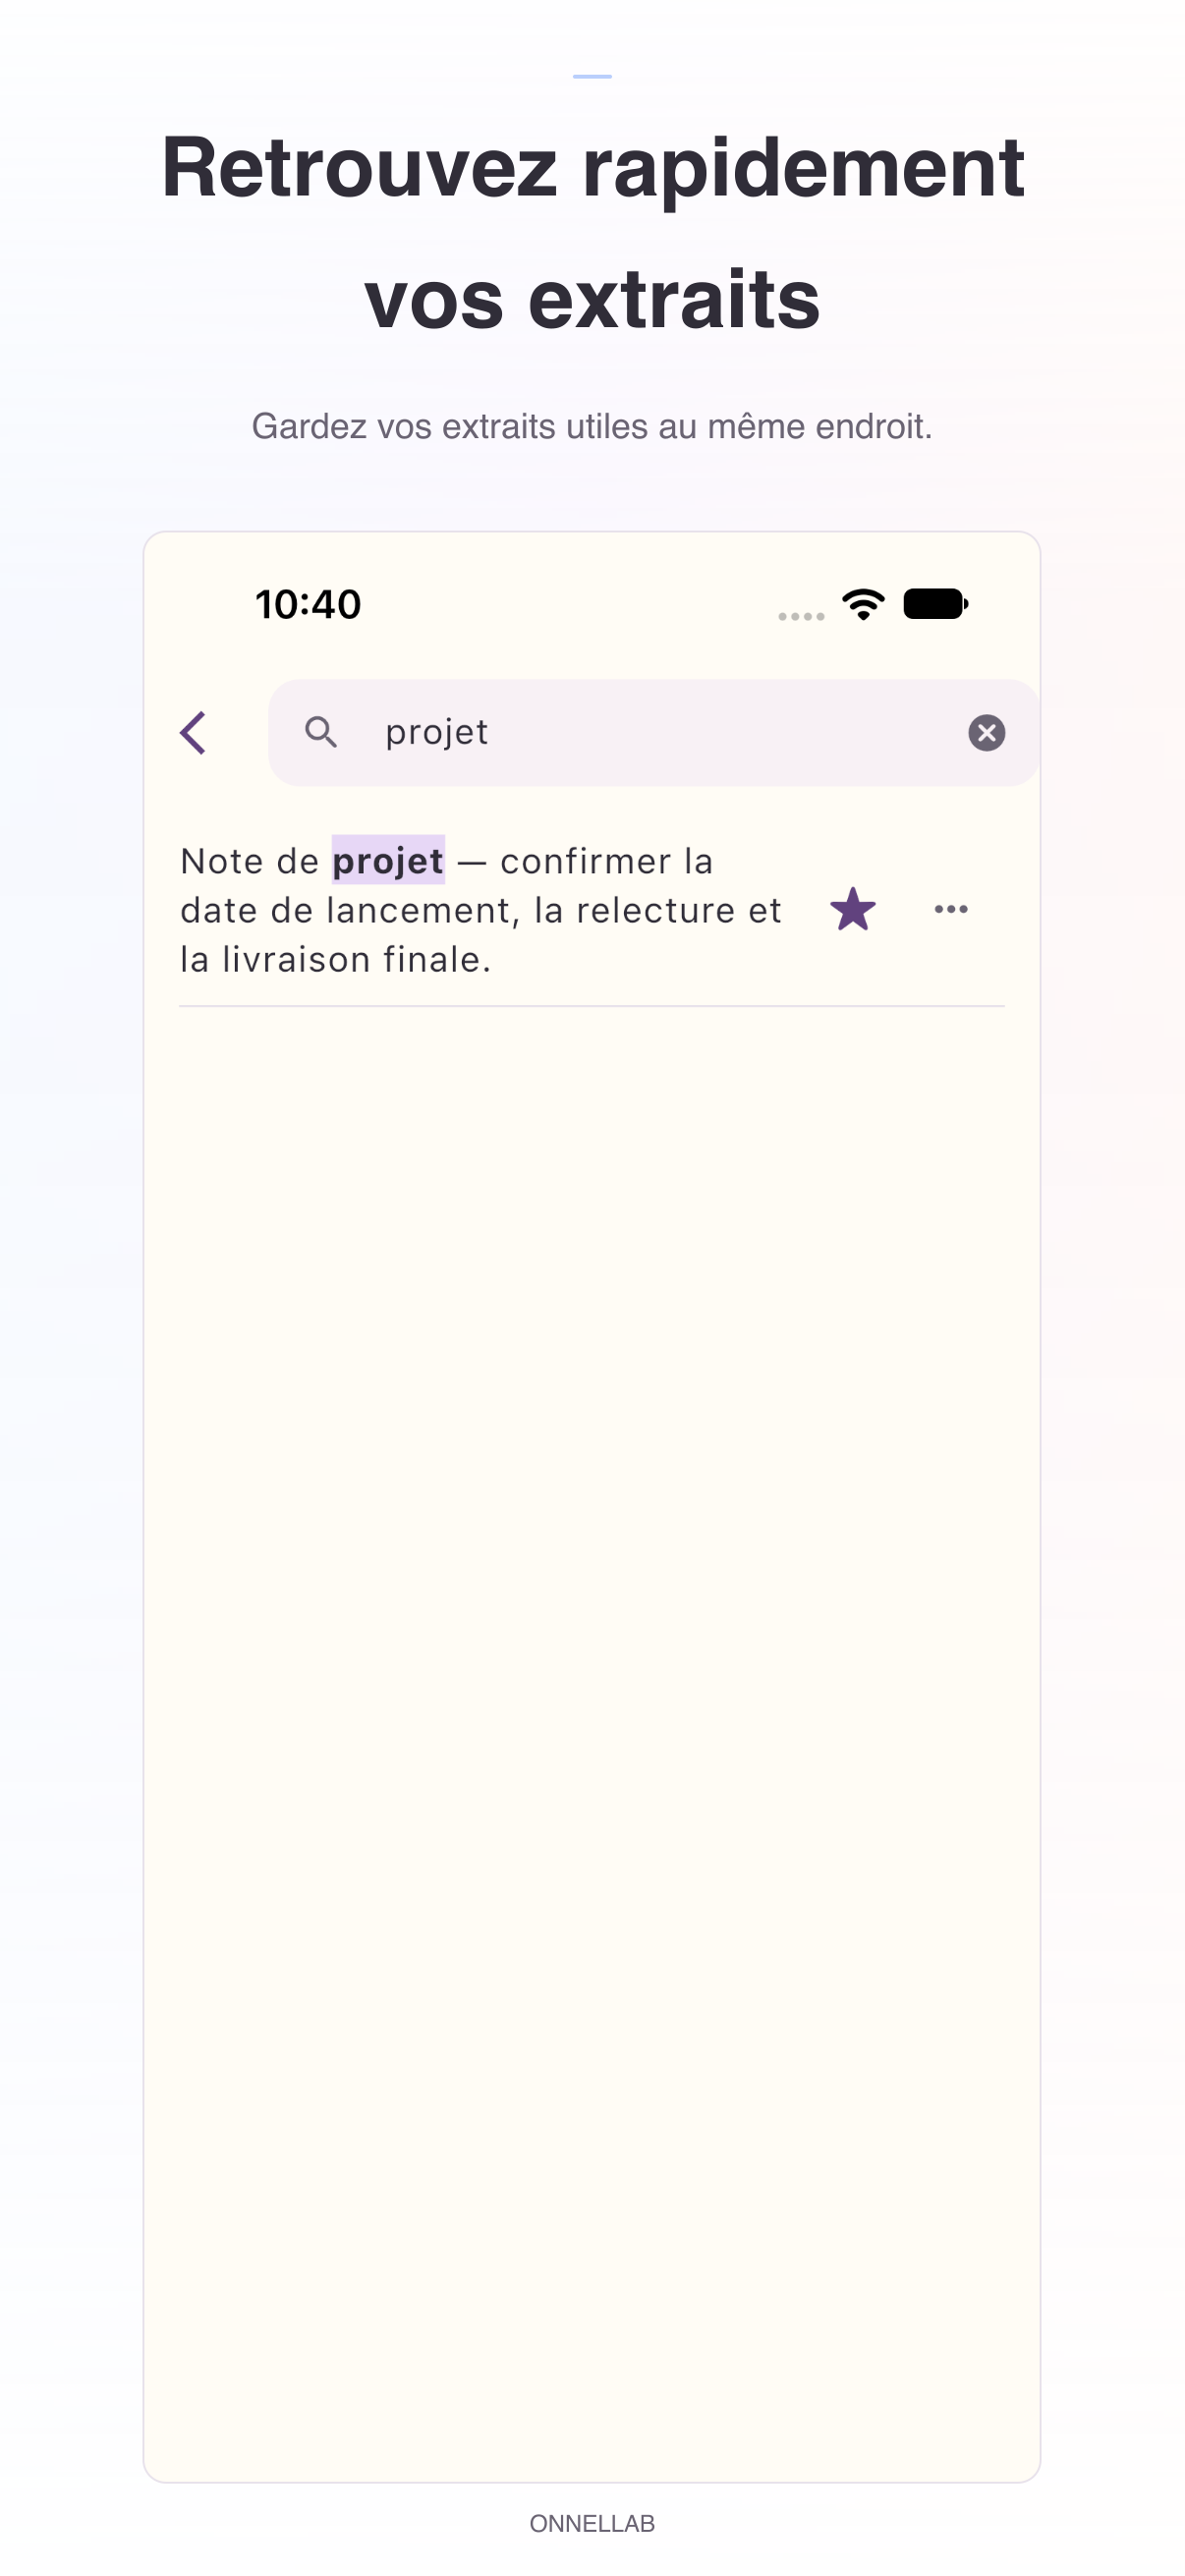 Retrouvez rapidement
vos extraits
Gardez vos extraits utiles au même endroit.
10:40
projet
Note de projet — confirmer la
date de lancement, la relecture et
la livraison finale.
ONNELLAB